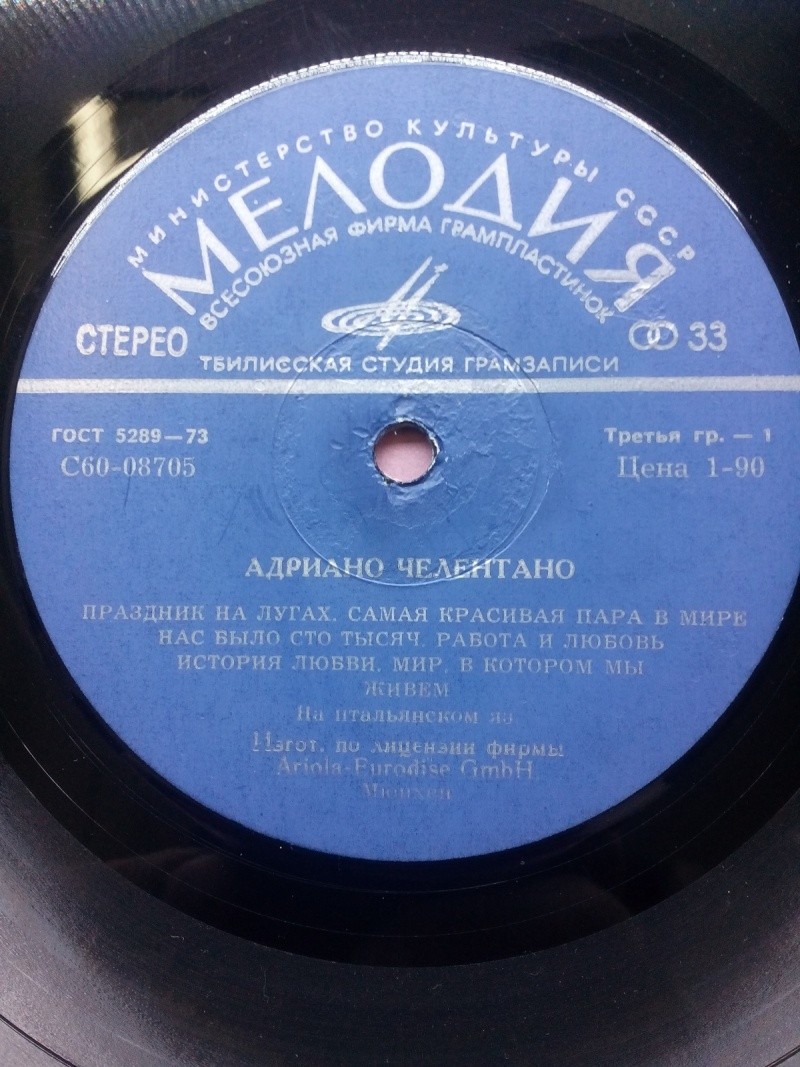 МИНИСТЕРСТВО КУЛЬТУРЫ СССР
МЕЛОДИЯ
ВСЕСОЮЗНАЯ ФИРМА ГРАМПЛАСТИНОК
СТЕРЕО
33
ТБИЛИССКАЯ СТУДИЯ ГРАМЗАПИСИ
ГОСТ 5289—73
Третья гр. — 1
С60-08705
Цена 1-90
АДРИАНО ЧЕЛЕНТАНО
ПРАЗДНИК НА ЛУГАХ. САМАЯ КРАСИВАЯ ПАРА В МИРЕ
НАС БЫЛО СТО ТЫСЯЧ. РАБОТА И ЛЮБОВЬ
ИСТОРИЯ ЛЮБВИ. МИР, В КОТОРОМ МЫ
ЖИВЕМ
На итальянском яз.
Изгот. по лицензии фирмы
Ariola-Eurodise GmbH,
Мюнхен